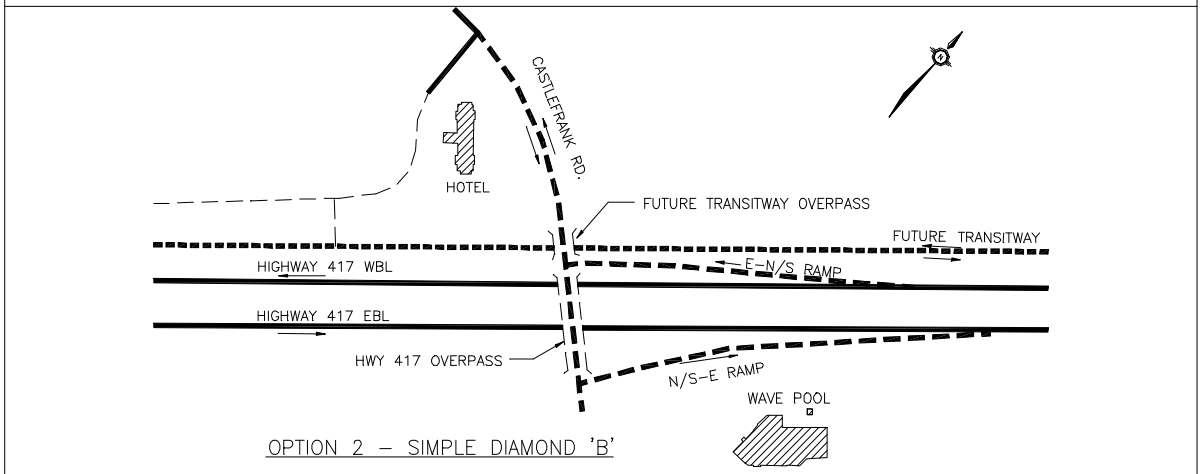 N
CASTLEFRANK RD.
HOTEL
FUTURE TRANSITWAY OVERPASS
FUTURE TRANSITWAY
HIGHWAY 417 WBL
E-N/S RAMP
HIGHWAY 417 EBL
HWY 417 OVERPASS
N/S-E RAMP
WAVE POOL
OPTION 2 – SIMPLE DIAMOND 'B'